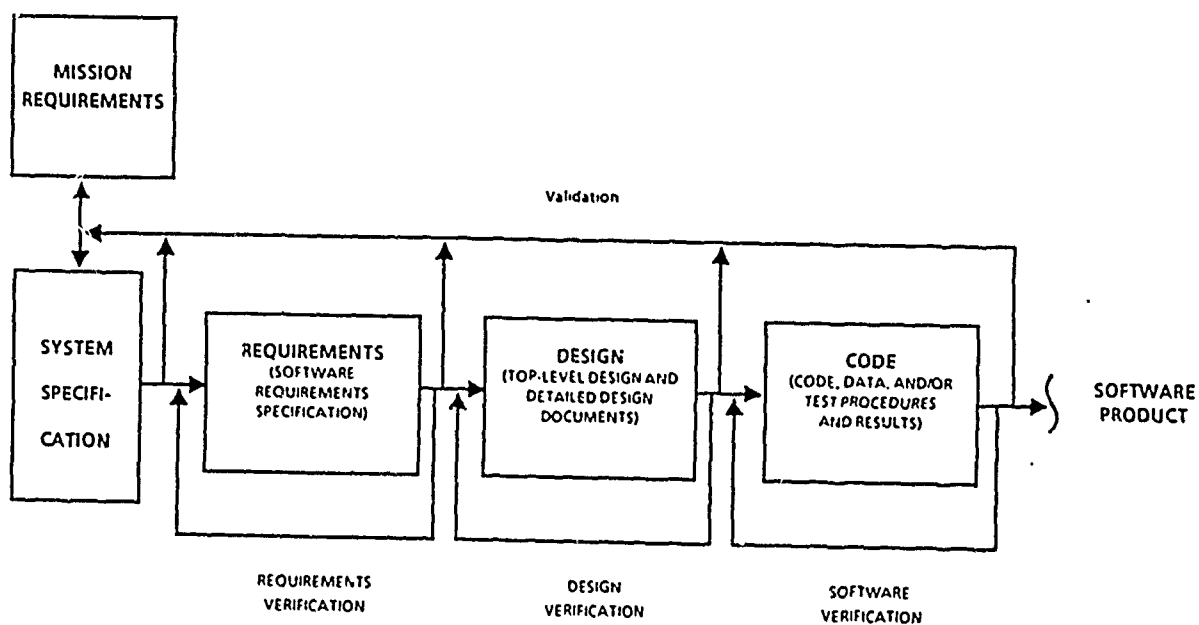 MISSION
REQUIREMENTS
Validation
SYSTEM
SPECIFI-
CATION
REQUIREMENTS
(SOFTWARE
REQUIREMENTS
SPECIFICATION)
DESIGN
(TOP-LEVEL DESIGN AND
DETAILED DESIGN
DOCUMENTS)
CODE
(CODE, DATA, AND/OR
TEST PROCEDURES
AND RESULTS)
SOFTWARE
PRODUCT
REQUIREMENTS
VERIFICATION
DESIGN
VERIFICATION
SOFTWARE
VERIFICATION